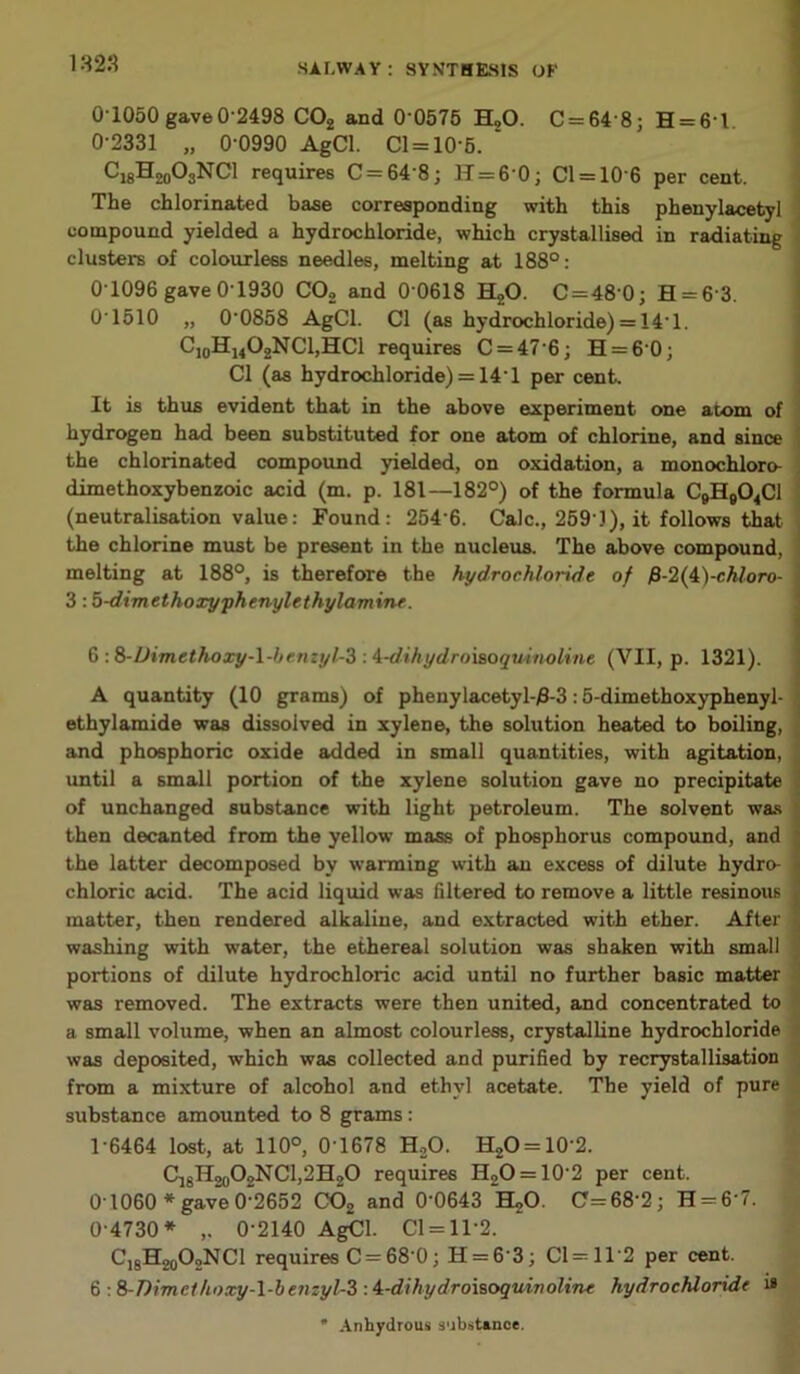 1323
SALWAY : SYNTHESIS OF
0·1050 gave 0·2498 CO₂ and 0·0575 H₂O. C = 64·8; H = 6·1.
0·2331 „ 0·0990 AgCl. Cl = 10·5.
C₁₈H₂₀O₃NCl requires C = 64·8; H = 6·0; Cl = 10·6 per cent.
The chlorinated base corresponding with this phenylacetyl
compound yielded a hydrochloride, which crystallised in radiating
clusters of colourless needles, melting at 188°:
0·1096 gave 0·1930 CO₂ and 0·0618 H₂O. C = 48·0; H = 6·3.
0·1510 „ 0·0858 AgCl. Cl (as hydrochloride) = 14·1.
C₁₀H₁₄O₂NCl,HCl requires C = 47·6; H = 6·0;
Cl (as hydrochloride) = 14·1 per cent.
It is thus evident that in the above experiment one atom of
hydrogen had been substituted for one atom of chlorine, and since
the chlorinated compound yielded, on oxidation, a monochloro-
dimethoxybenzoic acid (m. p. 181—182°) of the formula C₉H₉O₄Cl
(neutralisation value: Found: 254·6. Calc., 259·1), it follows that
the chlorine must be present in the nucleus. The above compound,
melting at 188°, is therefore the hydrochloride of β-2(4)-chloro-
3 : 5-dimethoxyphenylethylamine.
6 : 8-Dimethoxy-1-benzyl-3 : 4-dihydroisoquinoline (VII, p. 1321).
A quantity (10 grams) of phenylacetyl-β-3 : 5-dimethoxyphenyl-
ethylamide was dissolved in xylene, the solution heated to boiling,
and phosphoric oxide added in small quantities, with agitation,
until a small portion of the xylene solution gave no precipitate
of unchanged substance with light petroleum. The solvent was
then decanted from the yellow mass of phosphorus compound, and
the latter decomposed by warming with an excess of dilute hydro-
chloric acid. The acid liquid was filtered to remove a little resinous
matter, then rendered alkaline, and extracted with ether. After
washing with water, the ethereal solution was shaken with small
portions of dilute hydrochloric acid until no further basic matter
was removed. The extracts were then united, and concentrated to
a small volume, when an almost colourless, crystalline hydrochloride
was deposited, which was collected and purified by recrystallisation
from a mixture of alcohol and ethyl acetate. The yield of pure
substance amounted to 8 grams:
1·6464 lost, at 110°, 0·1678 H₂O. H₂O = 10·2.
C₁₈H₂₀O₂NCl,2H₂O requires H₂O = 10·2 per cent.
0·1060 * gave 0·2652 CO₂ and 0·0643 H₂O. C = 68·2; H = 6·7.
0·4730 * „ 0·2140 AgCl. Cl = 11·2.
C₁₈H₂₀O₂NCl requires C = 68·0; H = 6·3; Cl = 11·2 per cent.
6 : 8-Dimethoxy-1-benzyl-3 : 4-dihydroisoquinoline hydrochloride is
* Anhydrous substance.